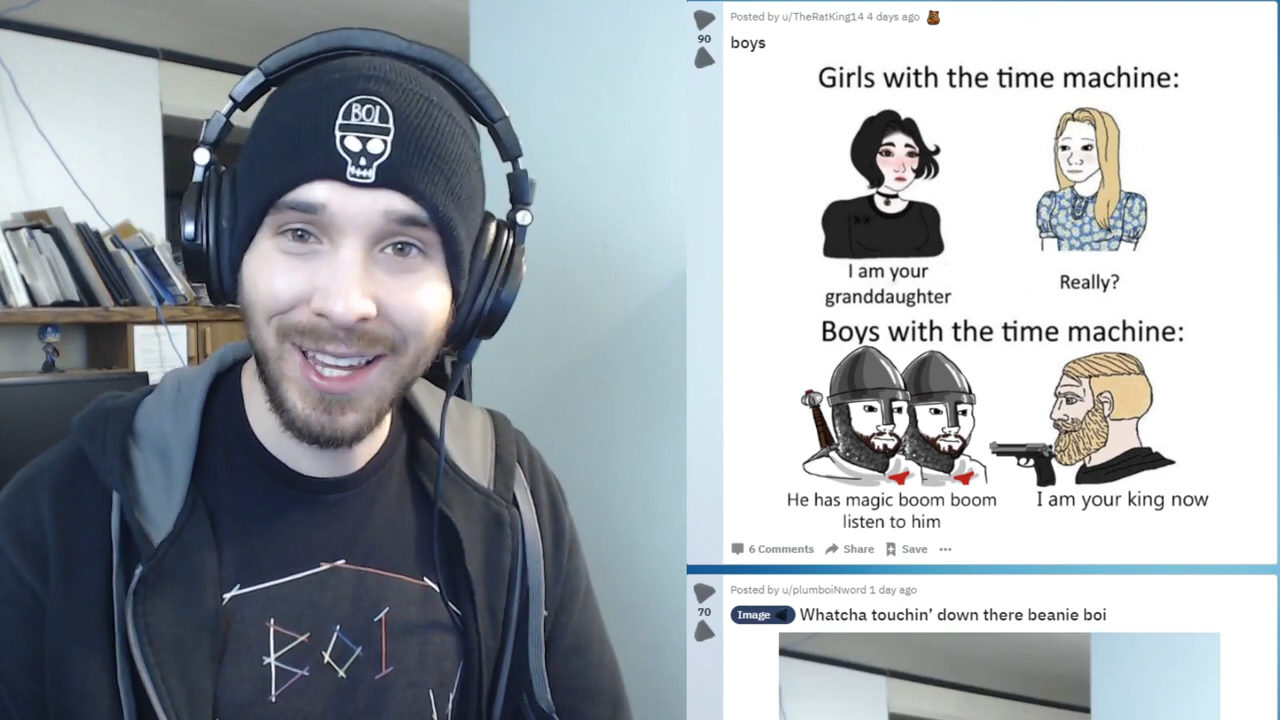 BOI
BOI
Posted by u/TheRatKing14 4 days ago
90
boys
Girls with the time machine:
I am your
granddaughter
Really?
Boys with the time machine:
He has magic boom boom
listen to him
I am your king now
6 Comments
Share
Save
Posted by u/plumboiNword 1 day ago
70
Image
Whatcha touchin' down there beanie boi